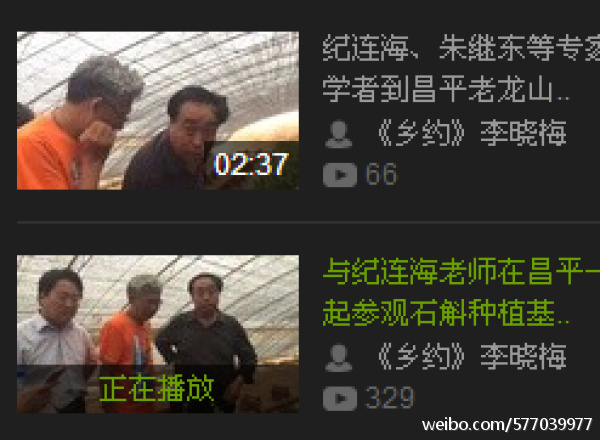 纪连海、朱继东等专家
学者到昌平老龙山..
02:37
《乡约》李晓梅
66
与纪连海老师在昌平一
起参观石斛种植基..
正在播放
《乡约》李晓梅
329
weibo.com/577039977